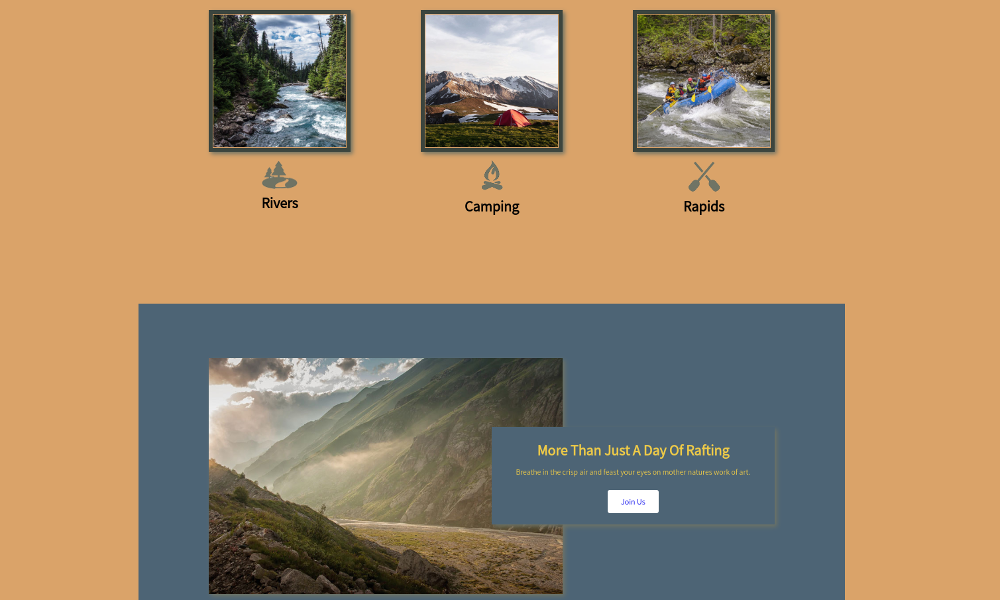 Rivers
Camping
Rapids
More Than Just A Day Of Rafting
Breathe in the crisp air and feast your eyes on mother natures work of art.
Join Us